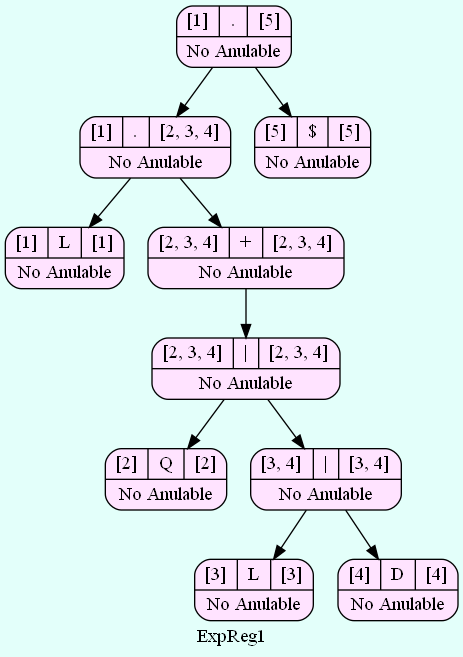 [1] . [5]
No Anulable
[1] . [2, 3, 4]
No Anulable
[5] $ [5]
No Anulable
[1] L [1]
No Anulable
[2, 3, 4] + [2, 3, 4]
No Anulable
[2, 3, 4] | [2, 3, 4]
No Anulable
[2] Q [2]
No Anulable
[3, 4] | [3, 4]
No Anulable
[3] L [3]
No Anulable
[4] D [4]
No Anulable
ExpReg1